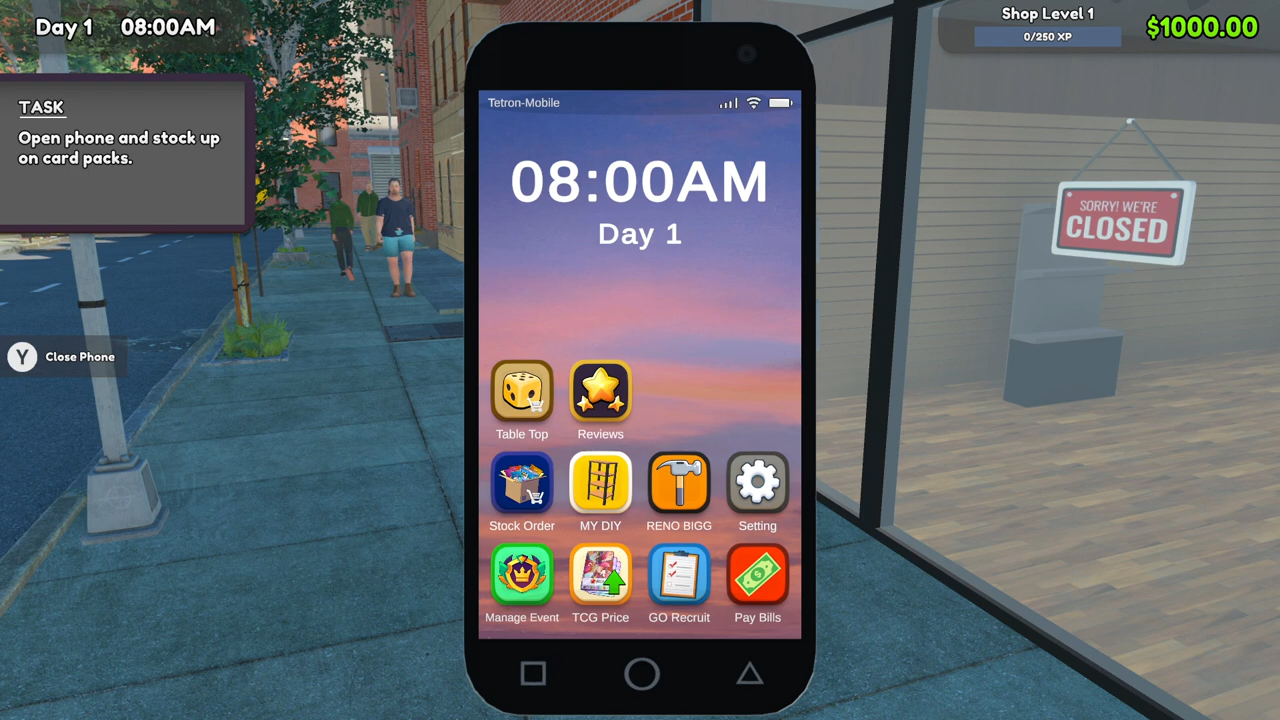 Day 1 08:00AM
Shop Level 1
0/250 XP
$1000.00
TASK
Open phone and stock up
on card packs.
Y Close Phone
Tetron-Mobile
08:00AM
Day 1
Table Top
Reviews
Stock Order
MY DIY
RENO BIGG
Setting
Manage Event
TCG Price
GO Recruit
Pay Bills
SORRY! WE'RE
CLOSED